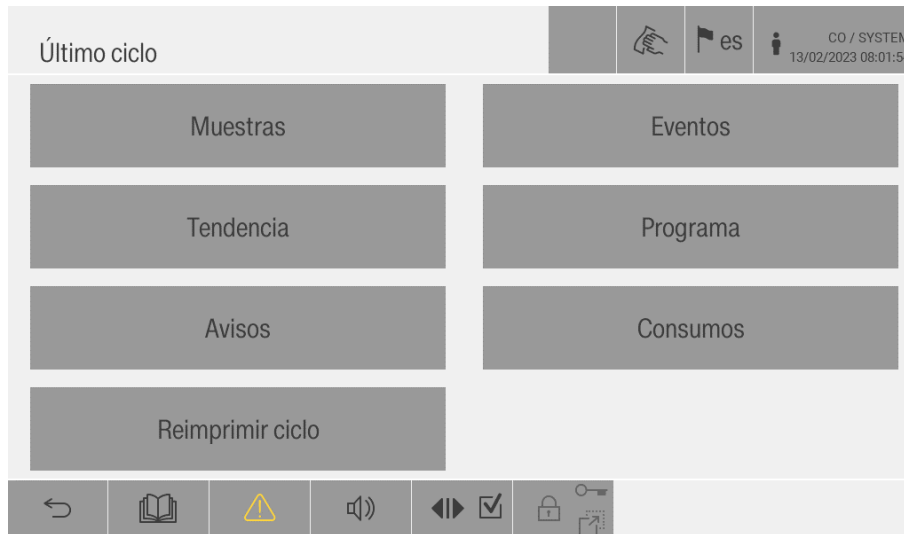 Último ciclo
es
CO / SYSTEM
13/02/2023 08:01:5
Muestras
Eventos
Tendencia
Programa
Avisos
Consumos
Reimprimir ciclo